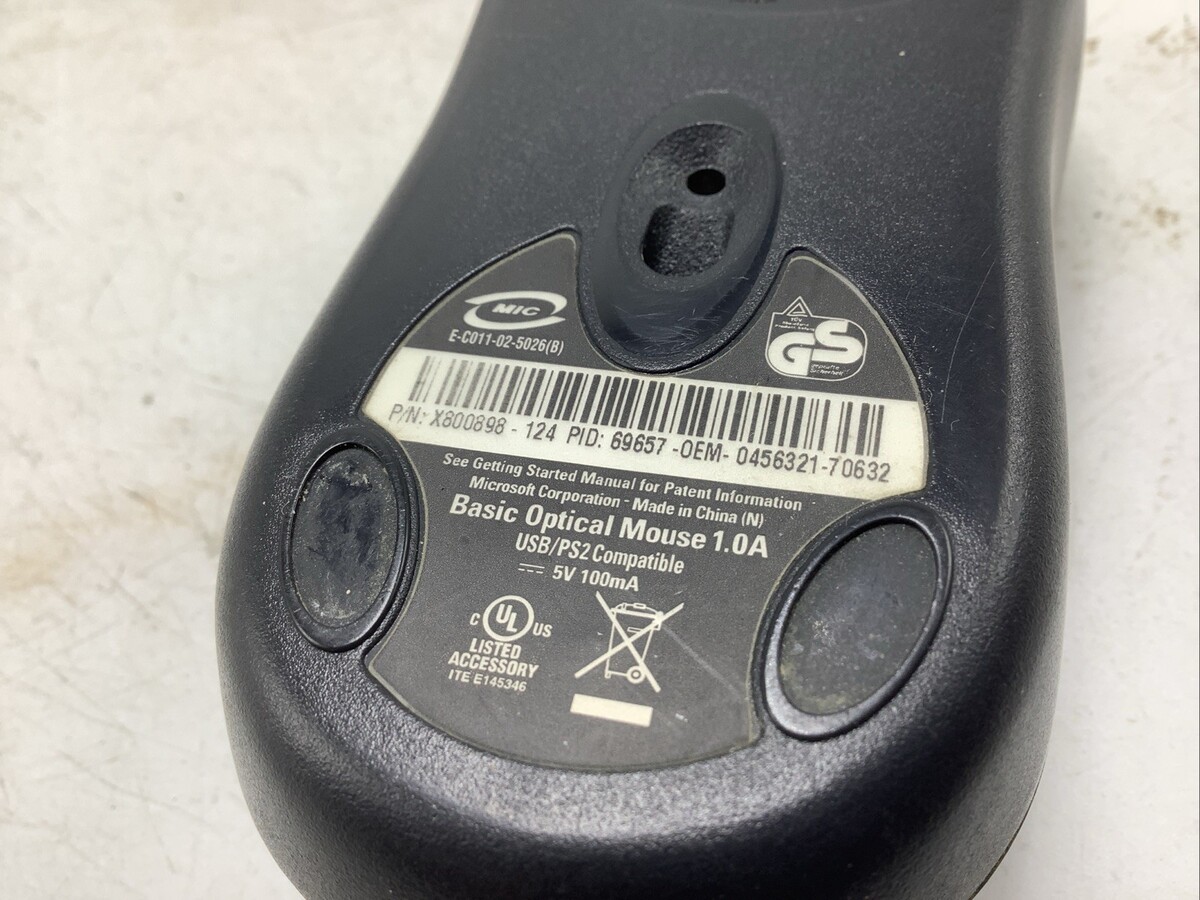 MIC
E-C011-02-5026(B)
GS
geprüfte
Sicherheit
P/N: X800898 - 124 PID: 69657 -OEM- 0456321-70632
See Getting Started Manual for Patent Information
Microsoft Corporation - Made in China (N)
Basic Optical Mouse 1.0A
USB/PS2 Compatible
5V 100mA
C UL US
LISTED
ACCESSORY
ITE E145346